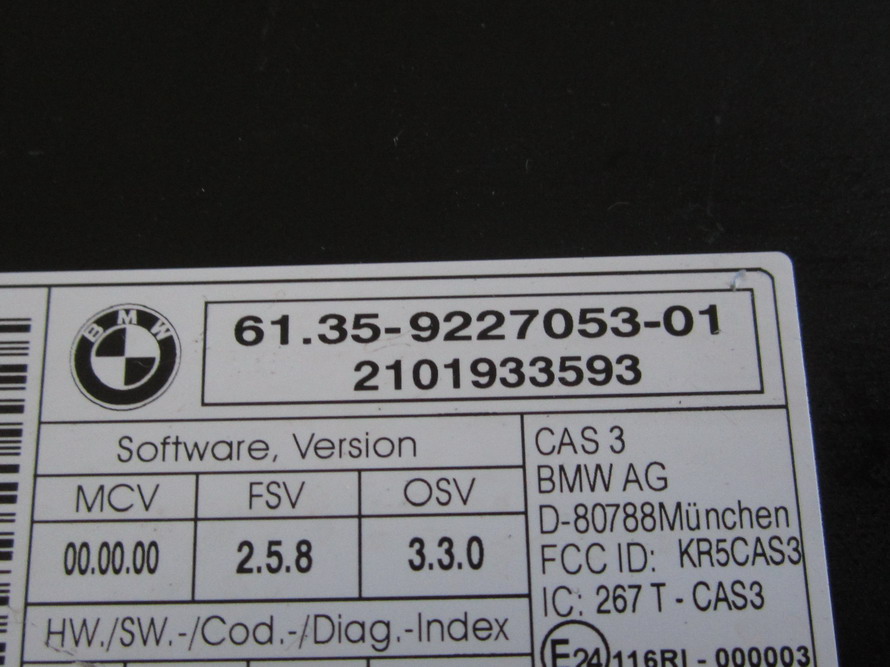 BMW
61.35-9227053-01
2101933593
Software, Version
MCV FSV OSV
00.00.00 2.5.8 3.3.0
HW./SW.-/Cod.-/Diag.-Index
CAS 3
BMW AG
D-80788München
FCC ID: KR5CAS3
IC: 267 T - CAS3
E24 116RI - 000003